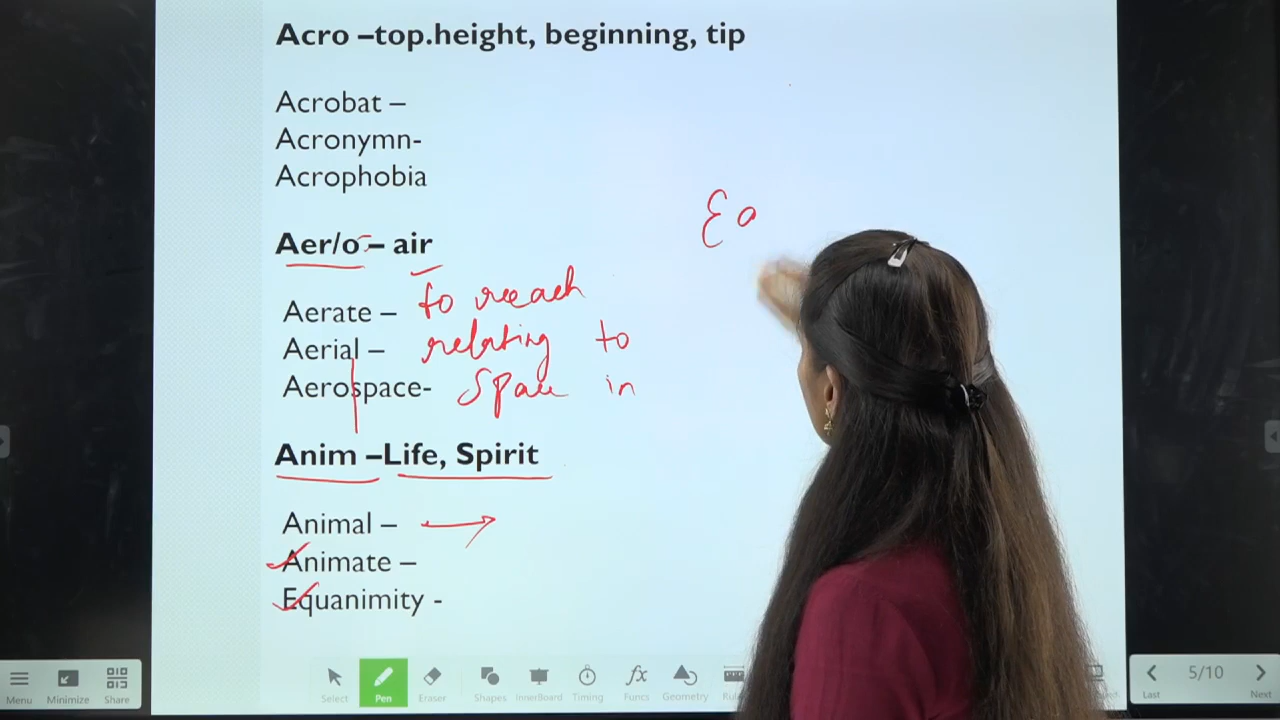 Acro –top.height, beginning, tip
Acrobat –
Acronymn-
Acrophobia
Aer/o – air
Aerate – to reach
Aerial – relating to
Aerospace- Space in
Anim –Life, Spirit
Animal –
Animate –
Equanimity -
Menu
Minimize
Share
Select
Pen
Eraser
Shapes
InnerBoard
Timing
Funcs
Geometry
Last
5/10
Next